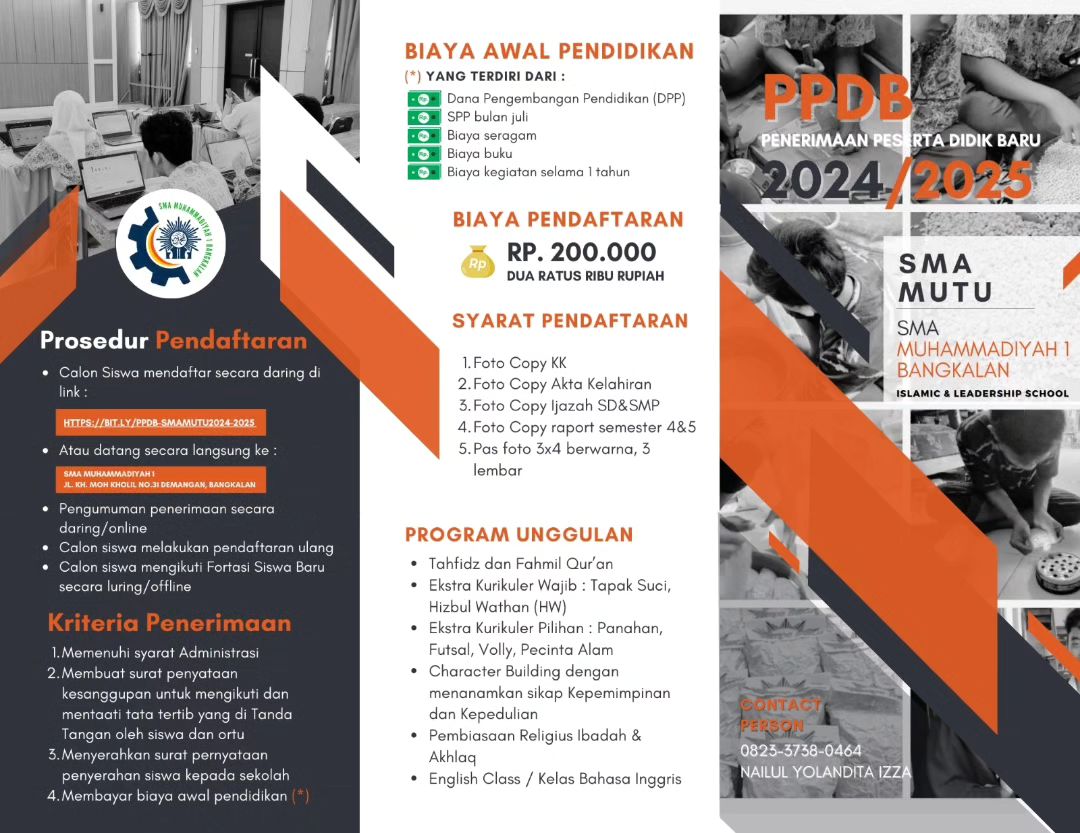 SMA MUHAMMADIYAH 1 BANGKALAN
Prosedur Pendaftaran
• Calon Siswa mendaftar secara daring di
link :
HTTPS://BIT.LY/PPDB-SMAMUTU2024-2025
• Atau datang secara langsung ke :
SMA MUHAMMADIYAH 1
JL. KH. MOH KHOLIL NO.31 DEMANGAN, BANGKALAN
• Pengumuman penerimaan secara
daring/online
• Calon siswa melakukan pendaftaran ulang
• Calon siswa mengikuti Fortasi Siswa Baru
secara luring/offline
Kriteria Penerimaan
1. Memenuhi syarat Administrasi
2. Membuat surat penyataan
kesanggupan untuk mengikuti dan
mentaati tata tertib yang di Tanda
Tangan oleh siswa dan ortu
3. Menyerahkan surat pernyataan
penyerahan siswa kepada sekolah
4. Membayar biaya awal pendidikan (*)
BIAYA AWAL PENDIDIKAN
(*) YANG TERDIRI DARI :
Rp Dana Pengembangan Pendidikan (DPP)
Rp SPP bulan juli
Rp Biaya seragam
Rp Biaya buku
Rp Biaya kegiatan selama 1 tahun
BIAYA PENDAFTARAN
Rp RP. 200.000
DUA RATUS RIBU RUPIAH
SYARAT PENDAFTARAN
1. Foto Copy KK
2. Foto Copy Akta Kelahiran
3. Foto Copy Ijazah SD&SMP
4. Foto Copy raport semester 4&5
5. Pas foto 3x4 berwarna, 3
lembar
PROGRAM UNGGULAN
• Tahfidz dan Fahmil Qur'an
• Ekstra Kurikuler Wajib : Tapak Suci,
Hizbul Wathan (HW)
• Ekstra Kurikuler Pilihan : Panahan,
Futsal, Volly, Pecinta Alam
• Character Building dengan
menanamkan sikap Kepemimpinan
dan Kepedulian
• Pembiasaan Religius Ibadah &
Akhlaq
• English Class / Kelas Bahasa Inggris
PPDB
PENERIMAAN PESERTA DIDIK BARU
2024/2025
SMA
MUTU
SMA
MUHAMMADIYAH 1
BANGKALAN
ISLAMIC & LEADERSHIP SCHOOL
CONTACT
PERSON
0823-3738-0464
NAILUL YOLANDITA IZZA